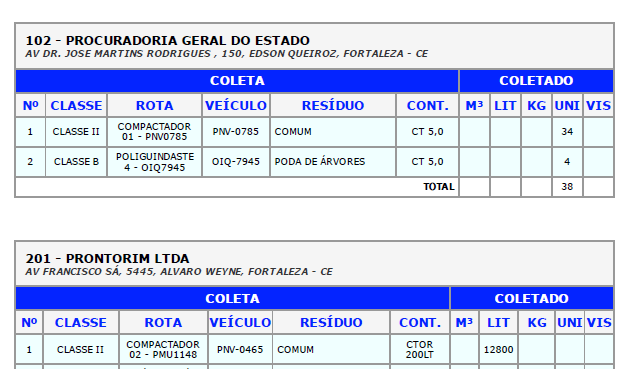 102 - PROCURADORIA GERAL DO ESTADO
AV DR. JOSE MARTINS RODRIGUES , 150, EDSON QUEIROZ, FORTALEZA - CE
COLETA COLETADO
Nº CLASSE ROTA VEÍCULO RESÍDUO CONT. M³ LIT KG UNI VIS
1 CLASSE II COMPACTADOR 01 - PNV0785 PNV-0785 COMUM CT 5,0 34
2 CLASSE B POLIGUINDASTE 4 - OIQ7945 OIQ-7945 PODA DE ÁRVORES CT 5,0 4
TOTAL 38
201 - PRONTORIM LTDA
AV FRANCISCO SÁ, 5445, ALVARO WEYNE, FORTALEZA - CE
COLETA COLETADO
Nº CLASSE ROTA VEÍCULO RESÍDUO CONT. M³ LIT KG UNI VIS
1 CLASSE II COMPACTADOR 02 - PMU1148 PNV-0465 COMUM CTOR 200LT 12800